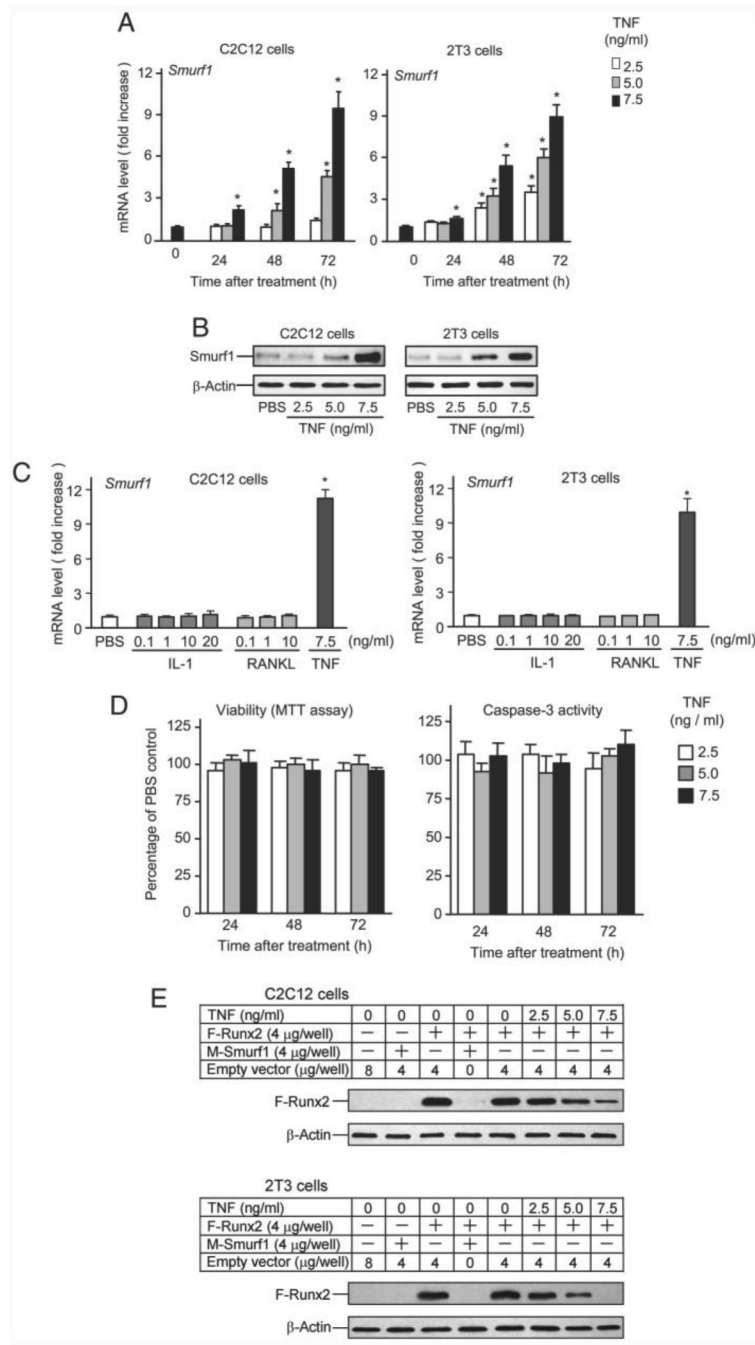 A
C2C12 cells
2T3 cells
TNF
(ng/ml)
2.5
5.0
7.5
Smurf1
Smurf1
mRNA level ( fold increase )
12
9
6
3
0
* * * * *
0 24 48 72
Time after treatment (h)
12
9
6
3
0
* * * * * * *
0 24 48 72
Time after treatment (h)
B
C2C12 cells
2T3 cells
Smurf1
β-Actin
PBS 2.5 5.0 7.5
TNF (ng/ml)
PBS 2.5 5.0 7.5
TNF (ng/ml)
C
Smurf1
C2C12 cells
mRNA level ( fold increase )
12
9
6
3
0
*
PBS 0.1 1 10 20 0.1 1 10 7.5 (ng/ml)
IL-1 RANKL TNF
Smurf1
2T3 cells
mRNA level ( fold increase )
12
9
6
3
0
*
PBS 0.1 1 10 20 0.1 1 10 7.5 (ng/ml)
IL-1 RANKL TNF
D
Viability (MTT assay)
Percentage of PBS control
125
100
75
50
25
0
24 48 72
Time after treatment (h)
Caspase-3 activity
125
100
75
50
25
0
24 48 72
Time after treatment (h)
TNF
(ng / ml)
2.5
5.0
7.5
E
C2C12 cells
TNF (ng/ml) 0 0 0 0 0 2.5 5.0 7.5
F-Runx2 (4 μg/well) – – + + + + + +
M-Smurf1 (4 μg/well) – + – + – – – –
Empty vector (μg/well) 8 4 4 0 4 4 4 4
F-Runx2
β-Actin
2T3 cells
TNF (ng/ml) 0 0 0 0 0 2.5 5.0 7.5
F-Runx2 (4 μg/well) – – + + + + + +
M-Smurf1 (4 μg/well) – + – + – – – –
Empty vector (μg/well) 8 4 4 0 4 4 4 4
F-Runx2
β-Actin